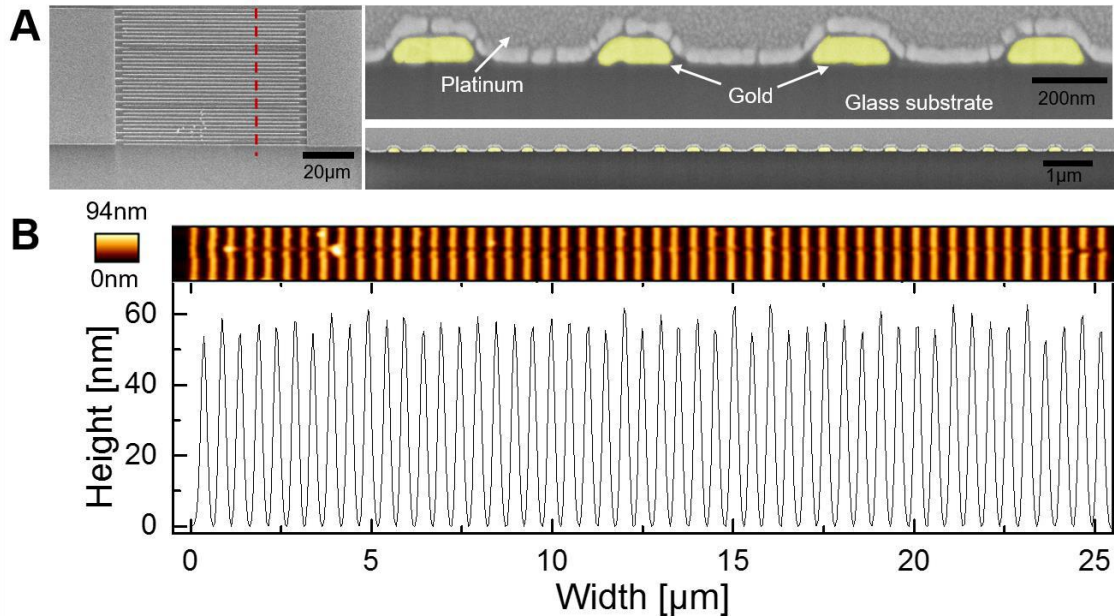 A
20µm
Platinum
Gold
Glass substrate
200nm
1µm
B
94nm
0nm
Height [nm]
60
40
20
0
0
5
10
15
20
25
Width [µm]